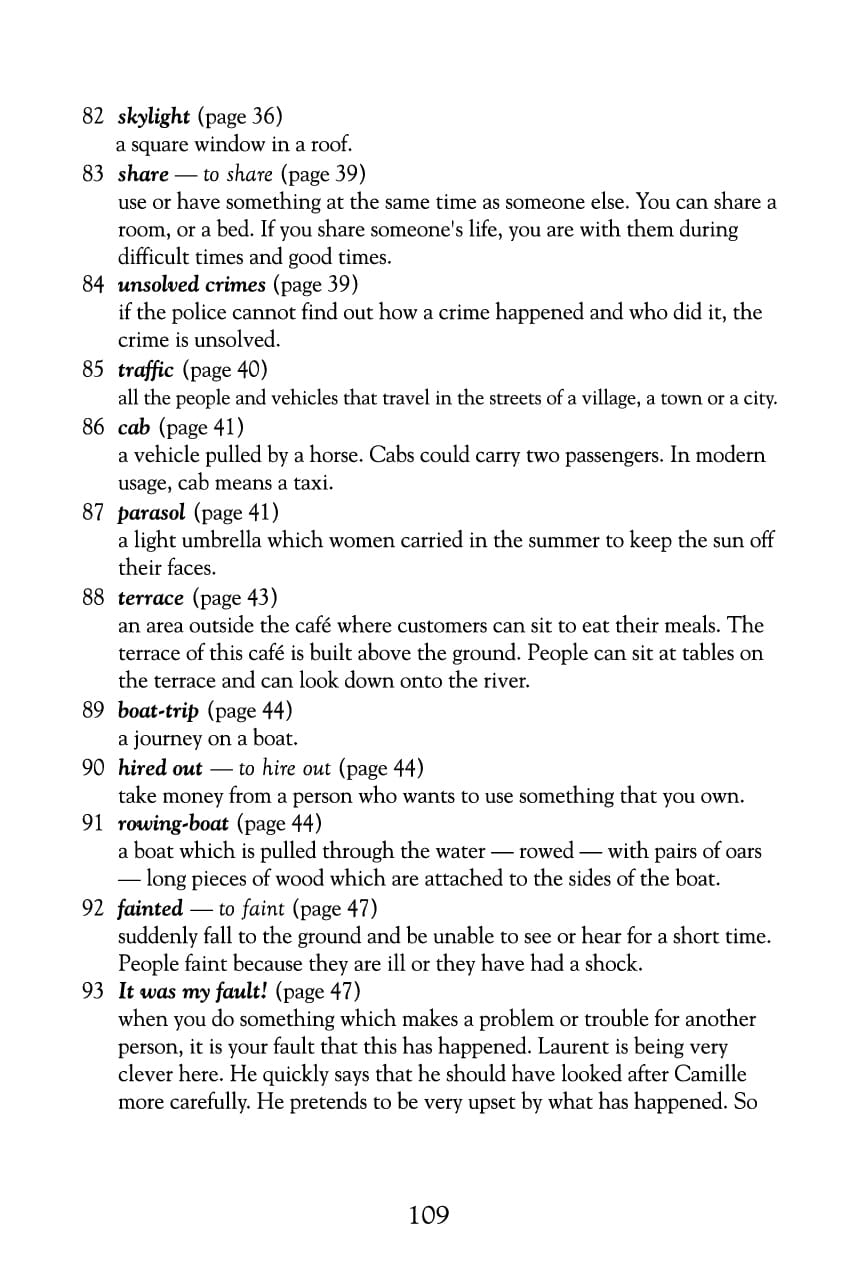 82 skylight (page 36)
a square window in a roof.
83 share — to share (page 39)
use or have something at the same time as someone else. You can share a
room, or a bed. If you share someone's life, you are with them during
difficult times and good times.
84 unsolved crimes (page 39)
if the police cannot find out how a crime happened and who did it, the
crime is unsolved.
85 traffic (page 40)
all the people and vehicles that travel in the streets of a village, a town or a city.
86 cab (page 41)
a vehicle pulled by a horse. Cabs could carry two passengers. In modern
usage, cab means a taxi.
87 parasol (page 41)
a light umbrella which women carried in the summer to keep the sun off
their faces.
88 terrace (page 43)
an area outside the café where customers can sit to eat their meals. The
terrace of this café is built above the ground. People can sit at tables on
the terrace and can look down onto the river.
89 boat-trip (page 44)
a journey on a boat.
90 hired out — to hire out (page 44)
take money from a person who wants to use something that you own.
91 rowing-boat (page 44)
a boat which is pulled through the water — rowed — with pairs of oars
— long pieces of wood which are attached to the sides of the boat.
92 fainted — to faint (page 47)
suddenly fall to the ground and be unable to see or hear for a short time.
People faint because they are ill or they have had a shock.
93 It was my fault! (page 47)
when you do something which makes a problem or trouble for another
person, it is your fault that this has happened. Laurent is being very
clever here. He quickly says that he should have looked after Camille
more carefully. He pretends to be very upset by what has happened. So
109